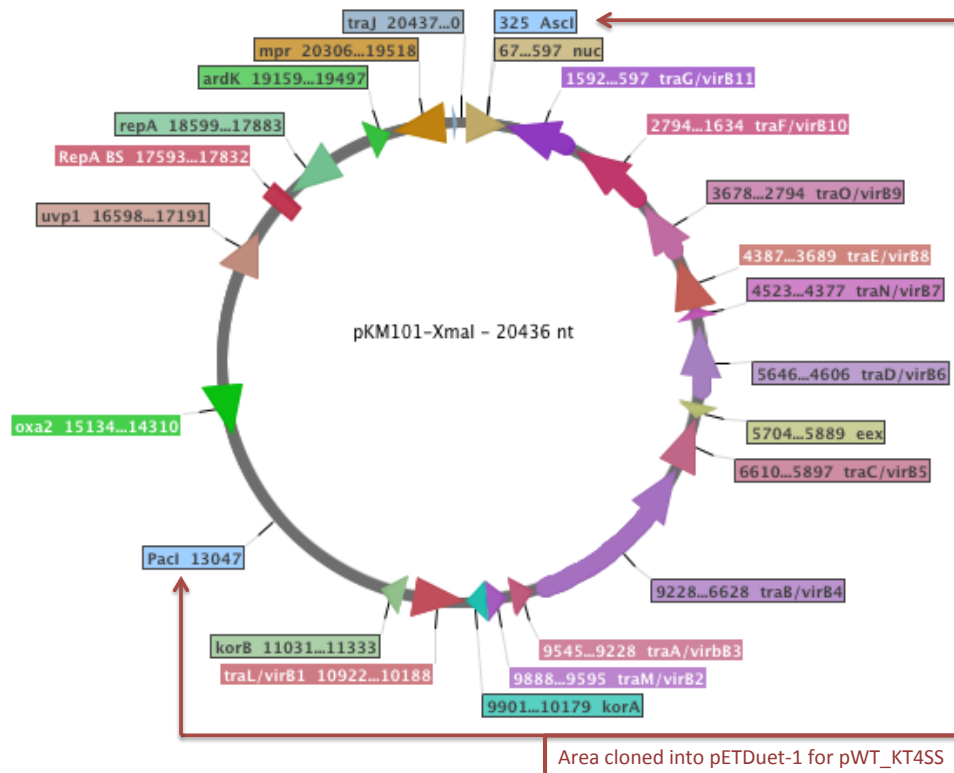 traJ 20437...0
325 AscI
mpr 20306...19518
67...597 nuc
ardK 19159...19497
1592...597 traG/virB11
repA 18599...17883
2794...1634 traF/virB10
RepA BS 17593...17832
3678...2794 traO/virB9
uvp1 16598...17191
4387...3689 traE/virB8
4523...4377 traN/virB7
pKM101-XmaI - 20436 nt
5646...4606 traD/virB6
oxa2 15134...14310
5704...5889 eex
6610...5897 traC/virB5
PacI 13047
9228...6628 traB/virB4
korB 11031...11333
9545...9228 traA/virbB3
traL/virB1 10922...10188
9888...9595 traM/virB2
9901...10179 korA
Area cloned into pETDuet-1 for pWT_KT4SS